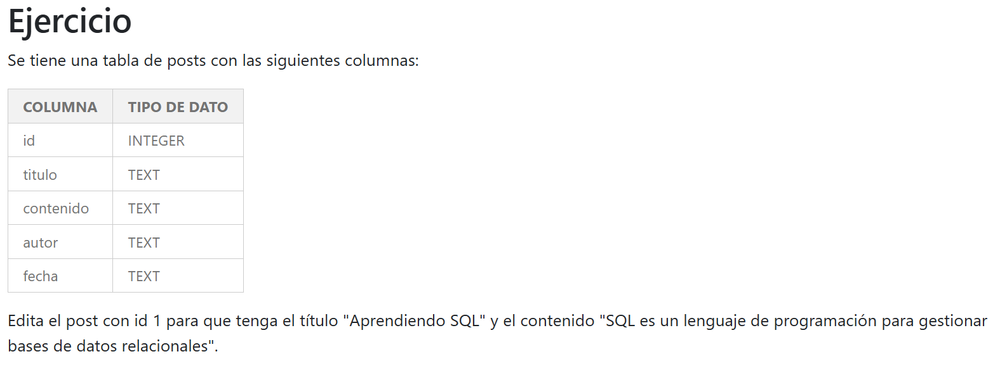 Ejercicio
Se tiene una tabla de posts con las siguientes columnas:
COLUMNA TIPO DE DATO
id INTEGER
titulo TEXT
contenido TEXT
autor TEXT
fecha TEXT
Edita el post con id 1 para que tenga el título "Aprendiendo SQL" y el contenido "SQL es un lenguaje de programación para gestionar
bases de datos relacionales".